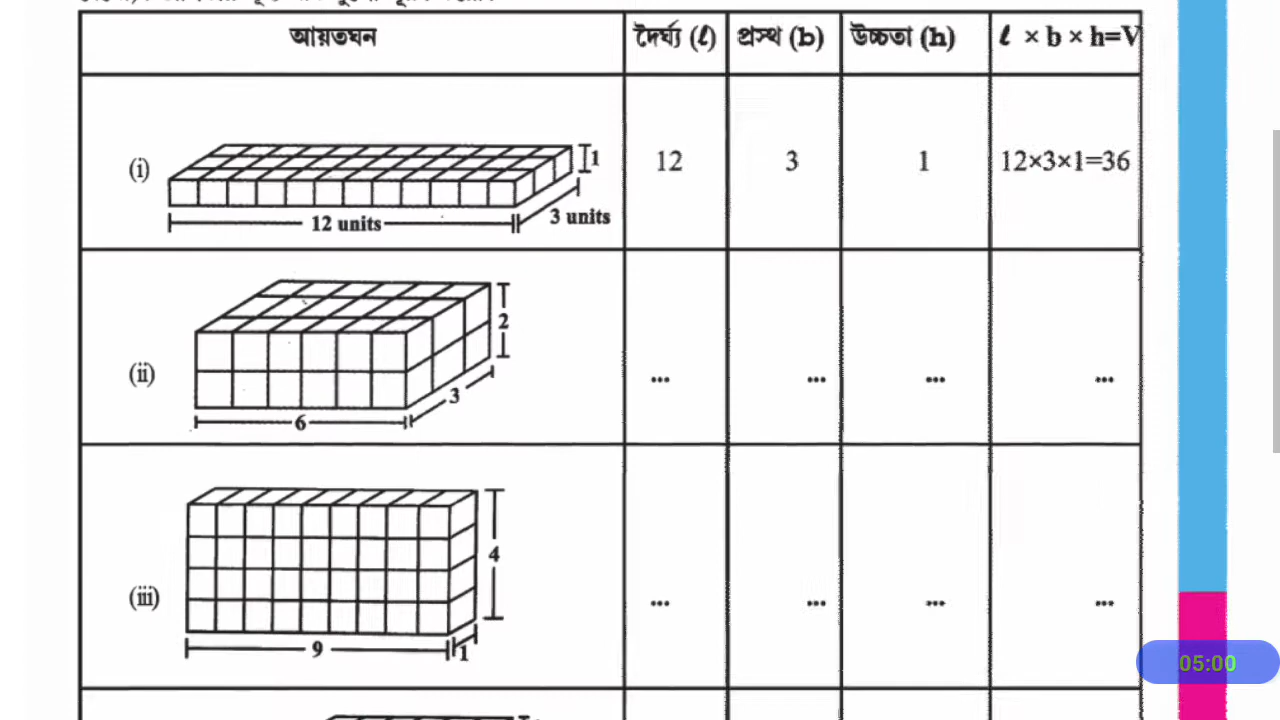 আয়তঘন দৈর্ঘ্য (ℓ) প্রস্থ (b) উচ্চতা (h) ℓ × b × h=V
(i) 12 3 1 12×3×1=36
1
12 units
3 units
(ii) ... ... ... ...
2
3
6
(iii) ... ... ... ...
4
9
1
05:00